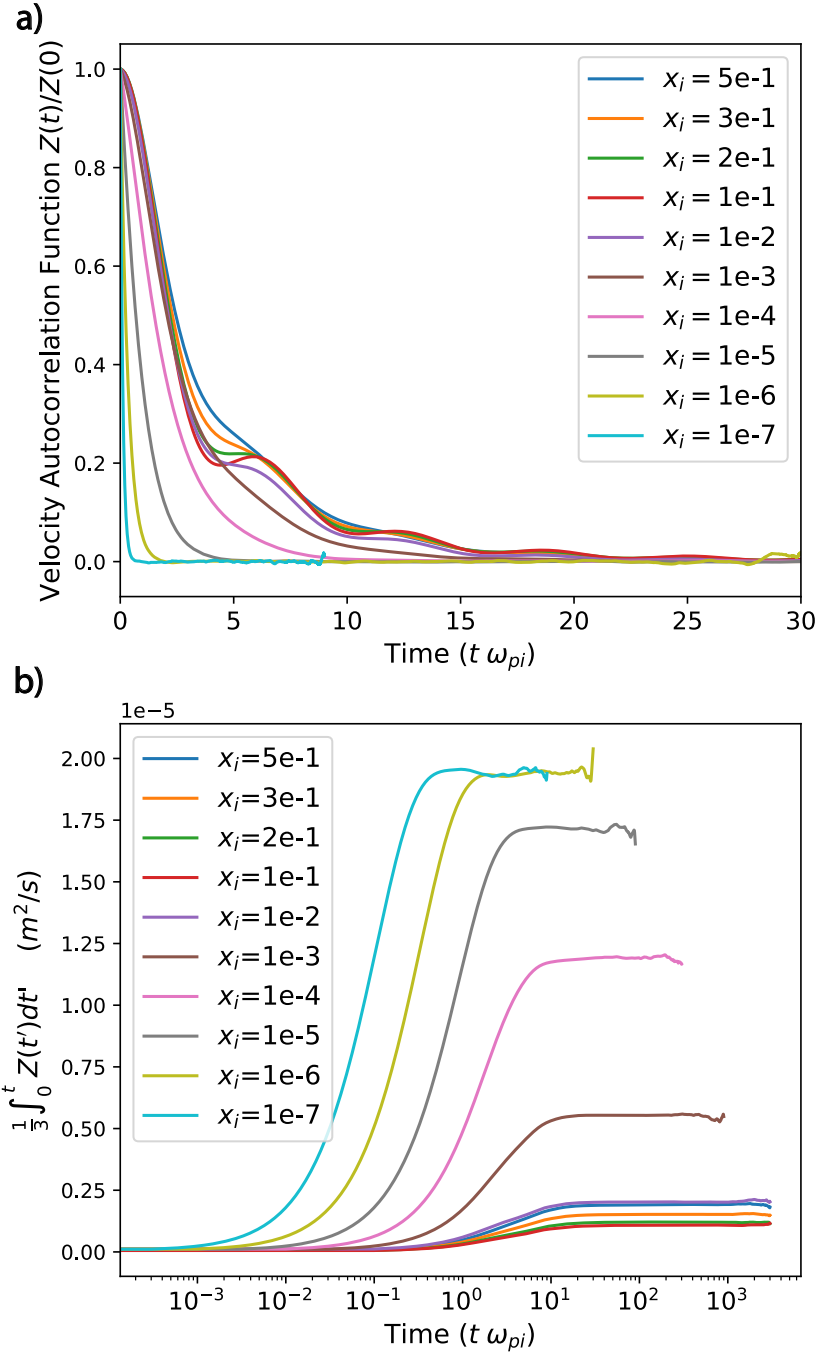 a)
Velocity Autocorrelation Function Z(t)/Z(0)
1.0
0.8
0.6
0.4
0.2
0.0
x_i = 5e-1
x_i = 3e-1
x_i = 2e-1
x_i = 1e-1
x_i = 1e-2
x_i = 1e-3
x_i = 1e-4
x_i = 1e-5
x_i = 1e-6
x_i = 1e-7
0 5 10 15 20 25 30
Time (t ω_{pi})
b)
1e−5
\frac{1}{3}∫_0^t Z(t')dt' (m^2/s)
2.00
1.75
1.50
1.25
1.00
0.75
0.50
0.25
0.00
x_i=5e-1
x_i=3e-1
x_i=2e-1
x_i=1e-1
x_i=1e-2
x_i=1e-3
x_i=1e-4
x_i=1e-5
x_i=1e-6
x_i=1e-7
10^{−3} 10^{−2} 10^{−1} 10^0 10^1 10^2 10^3
Time (t ω_{pi})